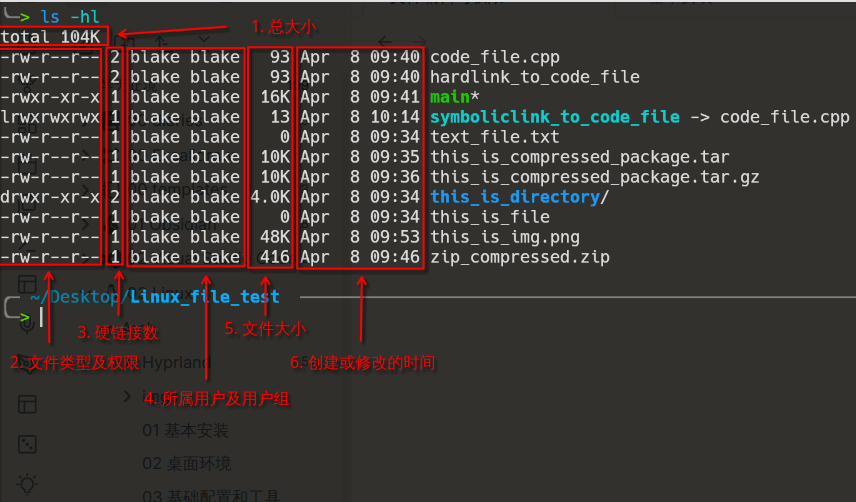 > ls -hl
total 104K
1. 总大小
-rw-r--r-- 2 blake blake 93 Apr 8 09:40 code_file.cpp
-rw-r--r-- 2 blake blake 93 Apr 8 09:40 hardlink_to_code_file
-rwxr-xr-x 1 blake blake 16K Apr 8 09:41 main*
lrwxrwxrwx 1 blake blake 13 Apr 8 10:14 symboliclink_to_code_file -> code_file.cpp
-rw-r--r-- 1 blake blake 0 Apr 8 09:34 text_file.txt
-rw-r--r-- 1 blake blake 10K Apr 8 09:35 this_is_compressed_package.tar
-rw-r--r-- 1 blake blake 10K Apr 8 09:36 this_is_compressed_package.tar.gz
drwxr-xr-x 2 blake blake 4.0K Apr 8 09:34 this_is_directory/
-rw-r--r-- 1 blake blake 0 Apr 8 09:34 this_is_file
-rw-r--r-- 1 blake blake 48K Apr 8 09:53 this_is_img.png
-rw-r--r-- 1 blake blake 416 Apr 8 09:46 zip_compressed.zip
~/Desktop/Linux_file_test
>
3. 硬链接数
5. 文件大小
2. 文件类型及权限
Hyprland
6.创建或修改的时间
4. 所属用户及用户组
01 基本安装
02 桌面环境
03 基础配置和工具